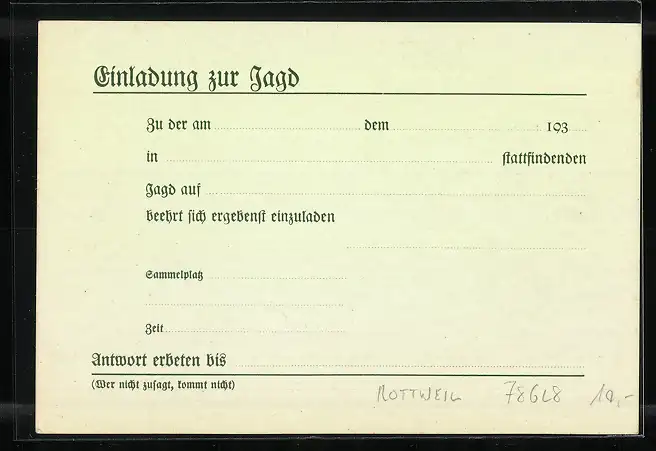 Einladung zur Jagd
Zu der am dem 193
in stattfindenden
Jagd auf
beehrt sich ergebenst einzuladen
Sammelplatz
Zeit
Antwort erbeten bis
(Wer nicht zusagt, kommt nicht)
ROTTWEIL 78628 10,-